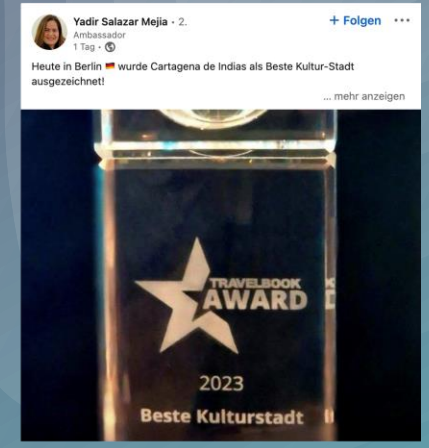 Yadir Salazar Mejia · 2.
+ Folgen ···
Ambassador
1 Tag ·
Heute in Berlin 🇩🇪 wurde Cartagena de Indias als Beste Kultur-Stadt
ausgezeichnet!
... mehr anzeigen
TRAVELBOOK
AWARD
2023
Beste Kulturstadt